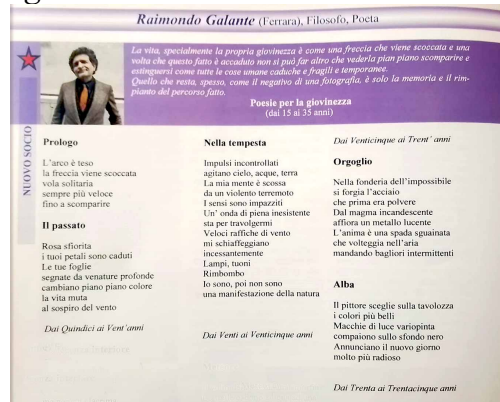 Raimondo Galante (Ferrara), Filosofo, Poeta
La vita, specialmente la propria giovinezza è come una freccia che viene scoccata e una
volta che questo fatto è accaduto non si può far altro che vederla pian piano scomparire e
estinguersi come tutte le cose umane caduche e fragili e temporanee.
Quello che resta, spesso, come il negativo di una fotografia, è solo la memoria e il rim-
pianto del percorso fatto.
Poesie per la giovinezza
(dai 15 ai 35 anni)
NUOVO SOCIO
Prologo
L'arco è teso
la freccia viene scoccata
vola solitaria
sempre più veloce
fino a scomparire
Il passato
Rosa sfiorita
i tuoi petali sono caduti
Le tue foglie
segnate da venature profonde
cambiano piano piano colore
la vita muta
al sospiro del vento
Dai Quindici ai Vent'anni
Nella tempesta
Impulsi incontrollati
agitano cielo, acque, terra
La mia mente è scossa
da un violento terremoto
I sensi sono impazziti
Un' onda di piena inesistente
sta per travolgermi
Veloci raffiche di vento
mi schiaffeggiano
incessantemente
Lampi, tuoni
Rimbombo
Io sono, poi non sono
una manifestazione della natura
Dai Venti ai Venticinque anni
Dai Venticinque ai Trent' anni
Orgoglio
Nella fonderia dell'impossibile
si forgia l'acciaio
che prima era polvere
Dal magma incandescente
affiora un metallo lucente
L'anima è una spada sguainata
che volteggia nell'aria
mandando bagliori intermittenti
Alba
Il pittore sceglie sulla tavolozza
i colori più belli
Macchie di luce variopinta
compaiono sullo sfondo nero
Annunciano il nuovo giorno
molto più radioso
Dai Trenta ai Trentacinque anni